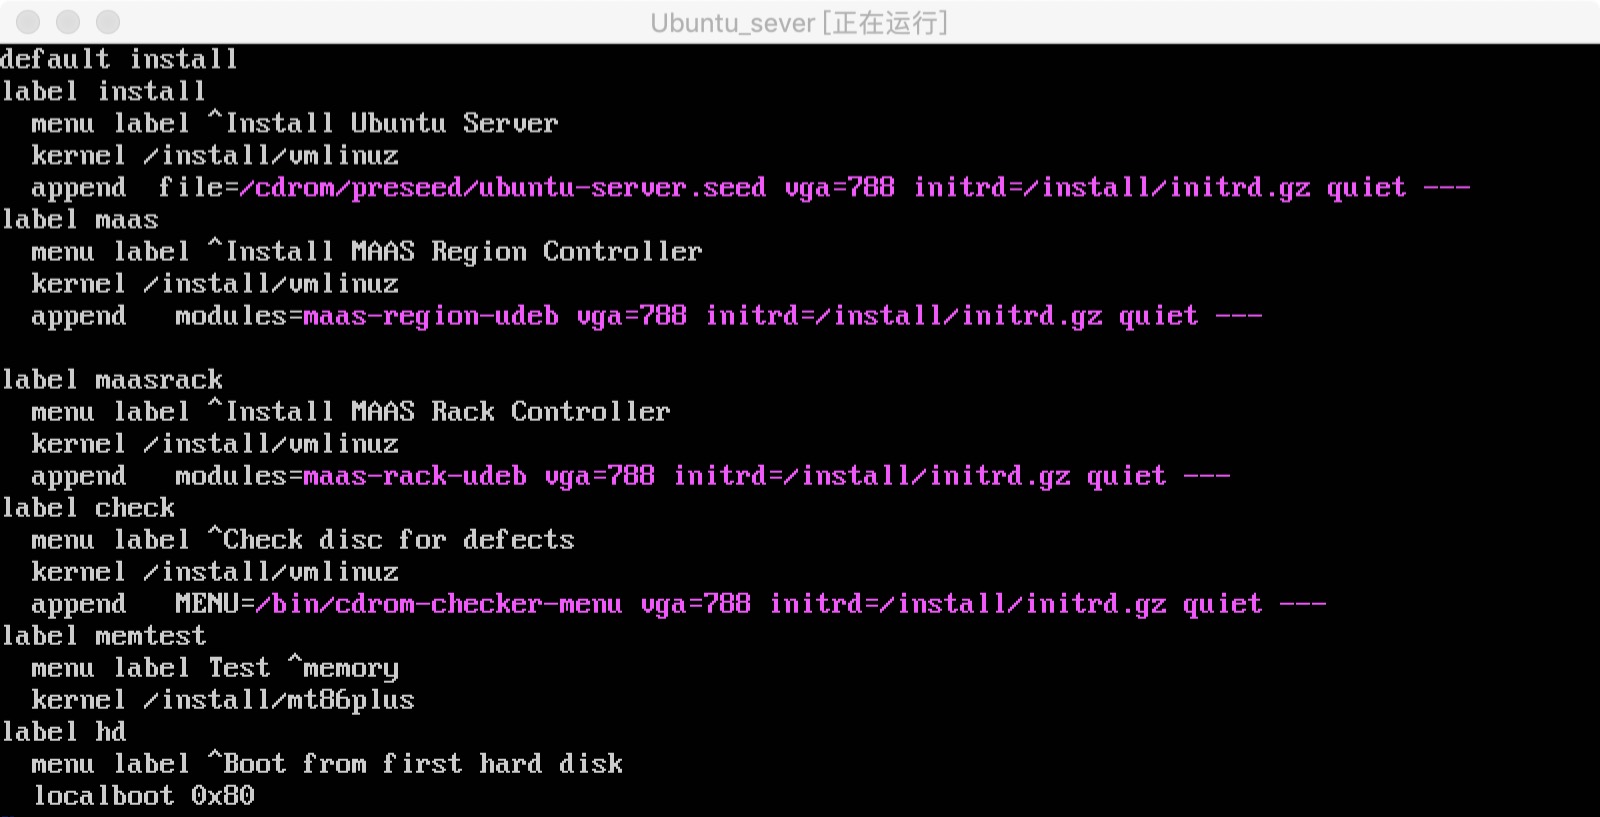 Ubuntu_sever [正在运行]
default install
label install
  menu label ^Install Ubuntu Server
  kernel /install/vmlinuz
  append  file=/cdrom/preseed/ubuntu-server.seed vga=788 initrd=/install/initrd.gz quiet ---
label maas
  menu label ^Install MAAS Region Controller
  kernel /install/vmlinuz
  append   modules=maas-region-udeb vga=788 initrd=/install/initrd.gz quiet ---
label maasrack
  menu label ^Install MAAS Rack Controller
  kernel /install/vmlinuz
  append   modules=maas-rack-udeb vga=788 initrd=/install/initrd.gz quiet ---
label check
  menu label ^Check disc for defects
  kernel /install/vmlinuz
  append   MENU=/bin/cdrom-checker-menu vga=788 initrd=/install/initrd.gz quiet ---
label memtest
  menu label Test ^memory
  kernel /install/mt86plus
label hd
  menu label ^Boot from first hard disk
  localboot 0x80